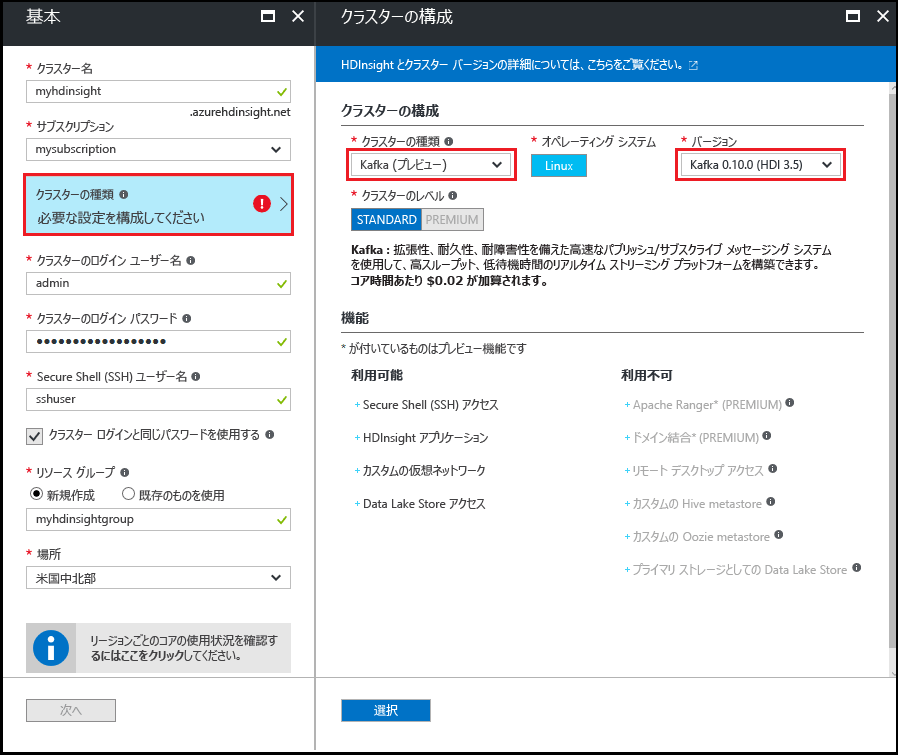 基本
* クラスター名
myhdinsight
.azurehdinsight.net
* サブスクリプション
mysubscription
クラスターの種類
必要な設定を構成してください
* クラスターのログイン ユーザー名
admin
* クラスターのログイン パスワード
••••••••••••••••••
* Secure Shell (SSH) ユーザー名
sshuser
クラスター ログインと同じパスワードを使用する
* リソース グループ
新規作成 既存のものを使用
myhdinsightgroup
* 場所
米国中北部
リージョンごとのコアの使用状況を確認す
るにはここをクリックしてください。
次へ
クラスターの構成
HDInsight とクラスター バージョンの詳細については、こちらをご覧ください。
クラスターの構成
* クラスターの種類 * オペレーティング システム * バージョン
Kafka (プレビュー) Linux Kafka 0.10.0 (HDI 3.5)
* クラスターのレベル
STANDARD PREMIUM
Kafka : 拡張性、耐久性、耐障害性を備えた高速なパブリッシュ/サブスクライブ メッセージング システム
を使用して、高スループット、低待機時間のリアルタイム ストリーミング プラットフォームを構築できます。
コア時間あたり $0.02 が加算されます。
機能
* が付いているものはプレビュー機能です
利用可能
+ Secure Shell (SSH) アクセス
+ HDInsight アプリケーション
+ カスタムの仮想ネットワーク
+ Data Lake Store アクセス
利用不可
+ Apache Ranger* (PREMIUM)
+ ドメイン結合* (PREMIUM)
+ リモート デスクトップ アクセス
+ カスタムの Hive metastore
+ カスタムの Oozie metastore
+ プライマリ ストレージとしての Data Lake Store
選択